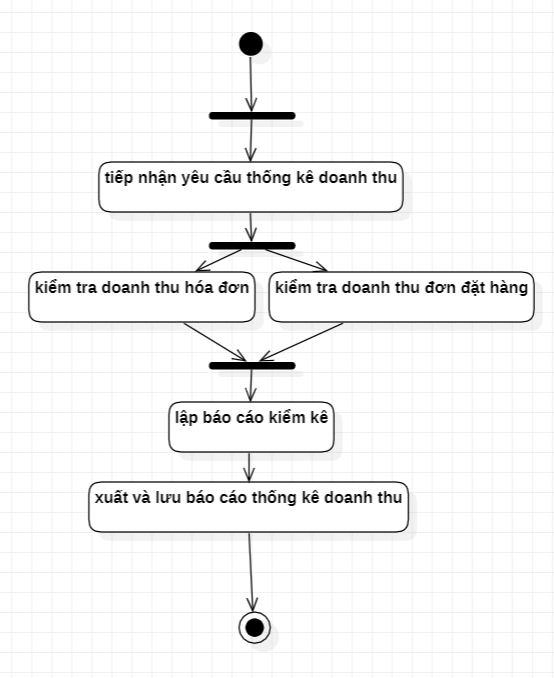 tiếp nhận yêu cầu thống kê doanh thu
kiểm tra doanh thu hóa đơn
kiểm tra doanh thu đơn đặt hàng
lập báo cáo kiểm kê
xuất và lưu báo cáo thống kê doanh thu